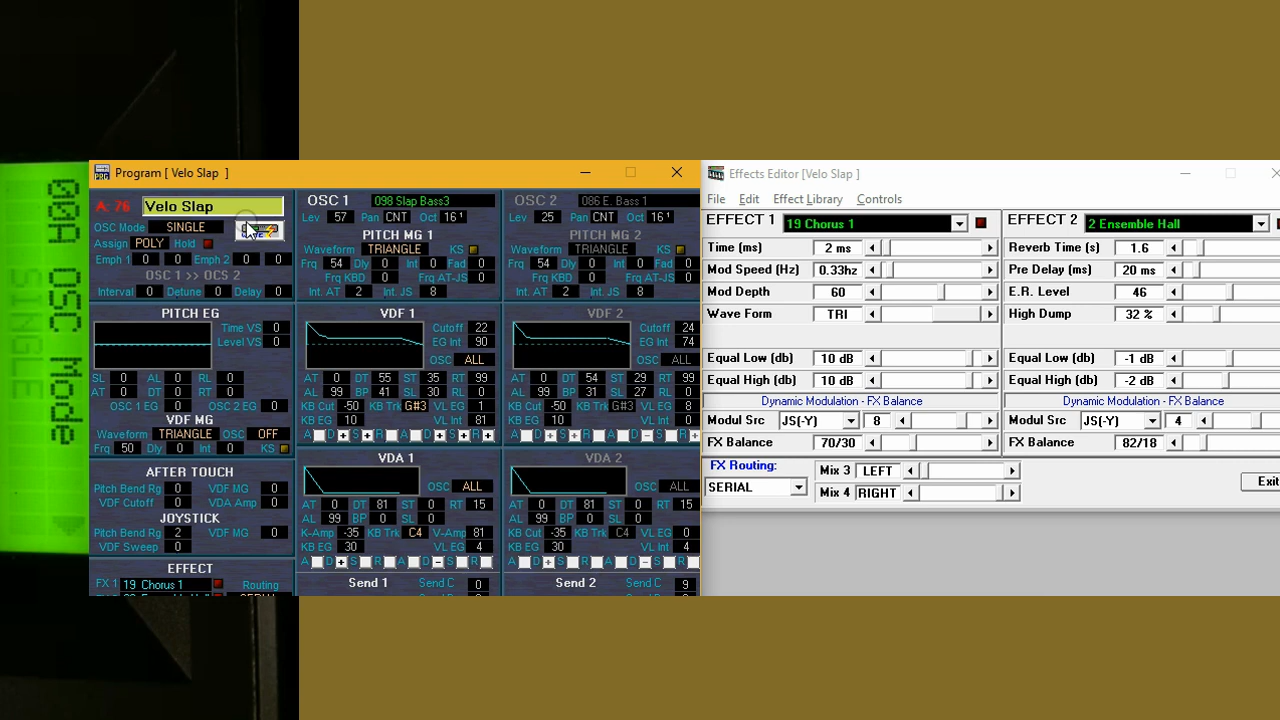 00A OSC Mode
SINGLE
Program [ Velo Slap ]
A: 76 Velo Slap
OSC Mode SINGLE
Assign POLY Hold
Emph 1 0 0 Emph 2 0 0
OSC 1 >> OCS 2
Interval 0 Detune 0 Delay 0
PITCH EG
Time VS 0
Level VS 0
SL 0 AL 0 RL 0
AT 0 DT 0 RT 0
OSC 1 EG 0 OSC 2 EG 0
VDF MG
Waveform TRIANGLE OSC OFF
Frq 50 Dly 0 Int 0 KS
AFTER TOUCH
Pitch Bend Rg 0 VDF MG 0
VDF Cutoff 0 VDA Amp 0
JOYSTICK
Pitch Bend Rg 2 VDF MG 0
VDF Sweep 0
EFFECT
FX 1 19 Chorus 1 Routing
OSC 1 098 Slap Bass3
Lev 57 Pan CNT Oct 16'
PITCH MG 1
Waveform TRIANGLE KS
Frq 54 Dly 0 Int 0 Fad 0
Frq KBD 0 Frq AT-JS 0
Int. AT 2 Int. JS 8
VDF 1
Cutoff 22
EG Int 90
OSC ALL
AT 0 DT 55 ST 35 RT 99
AL 99 BP 41 SL 30 RL 0
KB Cut -50 KB Trk G#3 VL EG 1
KB EG 10 VL Int 81
A D + S + R A D + S + R +
VDA 1
OSC ALL
AT 0 DT 81 ST 0 RT 15
AL 99 BP 0 SL 0
K-Amp -35 KB Trk C4 V-Amp 81
KB EG 30 VL EG 4
A D + S R A D - S R
Send 1 Send C 0
OSC 2 086 E. Bass 1
Lev 25 Pan CNT Oct 16'
PITCH MG 2
Waveform TRIANGLE KS
Frq 54 Dly 0 Int 0 Fad 0
Frq KBD 0 Frq AT-JS 0
Int. AT 2 Int. JS 8
VDF 2
Cutoff 24
EG Int 74
OSC ALL
AT 0 DT 54 ST 29 RT 99
AL 99 BP 31 SL 27 RL 0
KB Cut -50 KB Trk G#3 VL EG 8
KB EG 10 VL Int 0
A D + S + R A D - S - R +
VDA 2
OSC ALL
AT 0 DT 81 ST 0 RT 15
AL 99 BP 0 SL 0
KB Cut -35 KB Trk C4 VL EG 0
KB EG 30 VL Int 4
A D + S R A D - S R
Send 2 Send C 9
Effects Editor [Velo Slap ]
File Edit Effect Library Controls
EFFECT 1 19 Chorus 1
Time (ms) 2 ms
Mod Speed (Hz) 0.33hz
Mod Depth 60
Wave Form TRI
Equal Low (db) 10 dB
Equal High (db) 10 dB
Dynamic Modulation - FX Balance
Modul Src JS(-Y) 8
FX Balance 70/30
FX Routing:
SERIAL
Mix 3 LEFT
Mix 4 RIGHT
EFFECT 2 2 Ensemble Hall
Reverb Time (s) 1.6
Pre Delay (ms) 20 ms
E.R. Level 46
High Dump 32 %
Equal Low (db) -1 dB
Equal High (db) -2 dB
Dynamic Modulation - FX Balance
Modul Src JS(-Y) 4
FX Balance 82/18
Exit